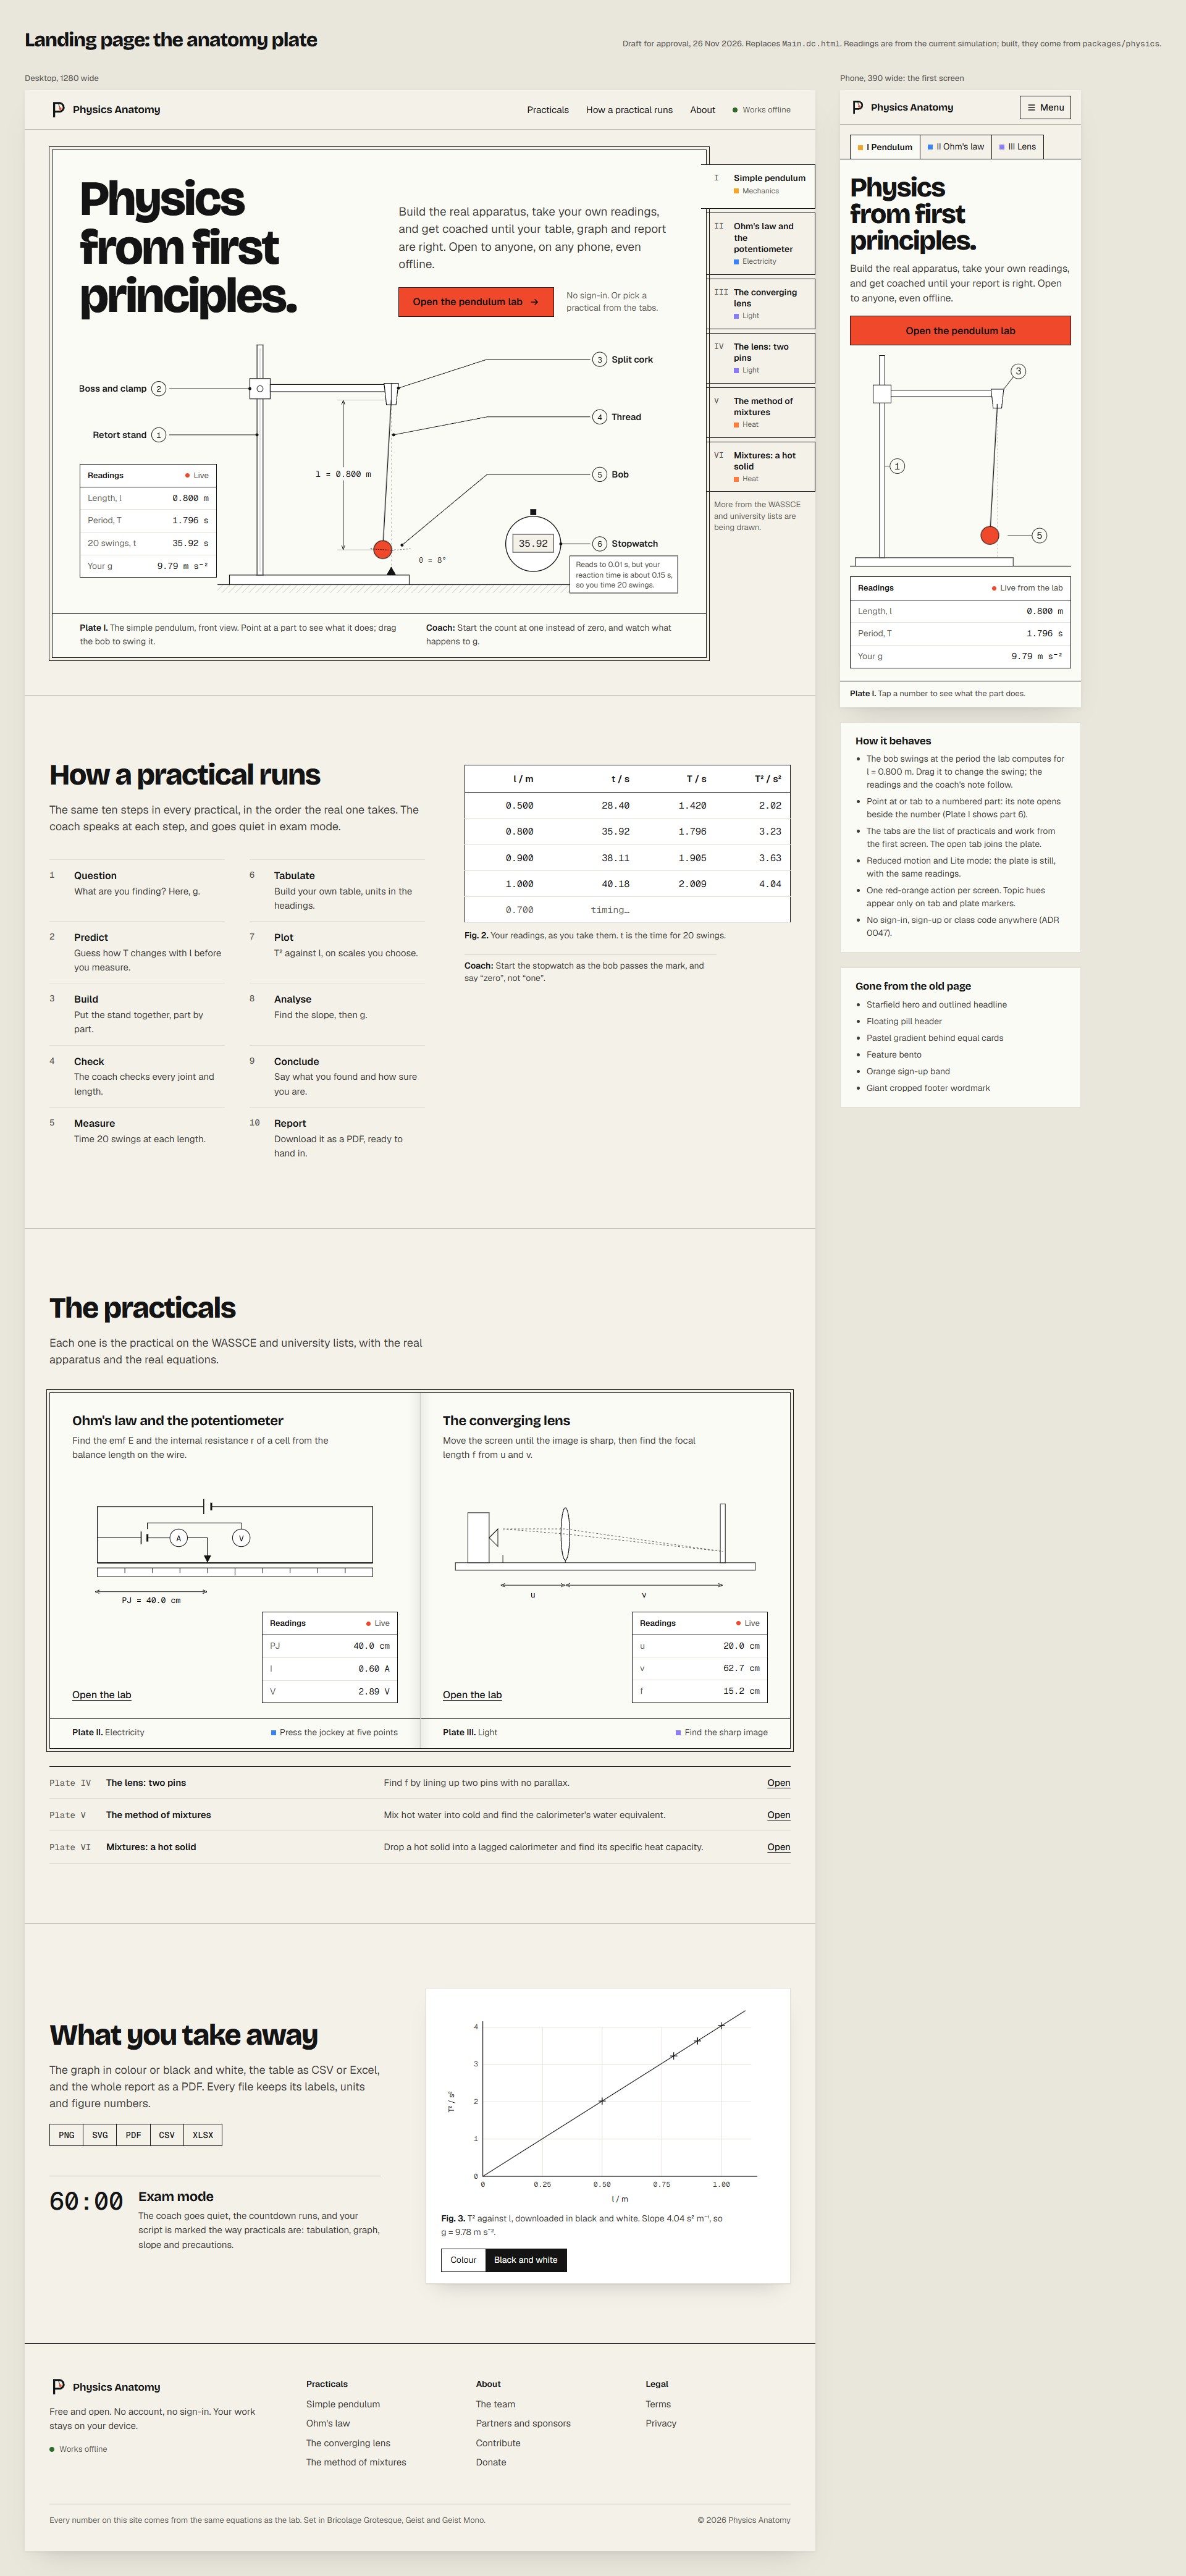 Landing page: the anatomy plate
Draft for approval, 26 Nov 2026. Replaces Main.dc.html. Readings are from the current simulation; built, they come from packages/physics.
Desktop, 1280 wide
Physics Anatomy
Practicals
How a practical runs
About
Works offline
Physics
from first
principles.
Build the real apparatus, take your own readings,
and get coached until your table, graph and report
are right. Open to anyone, on any phone, even
offline.
Open the pendulum lab →
No sign-in. Or pick a
practical from the tabs.
I Simple pendulum
Mechanics
II Ohm's law and
the
potentiometer
Electricity
III The converging
lens
Light
IV The lens: two
pins
Light
V The method of
mixtures
Heat
VI Mixtures: a hot
solid
Heat
More from the WASSCE
and university lists are
being drawn.
Boss and clamp 2
Retort stand 1
3 Split cork
4 Thread
5 Bob
6 Stopwatch
l = 0.800 m
θ = 8°
35.92
Reads to 0.01 s, but your
reaction time is about 0.15 s,
so you time 20 swings.
Readings Live
Length, l 0.800 m
Period, T 1.796 s
20 swings, t 35.92 s
Your g 9.79 m s⁻²
Plate I. The simple pendulum, front view. Point at a part to see what it does; drag
the bob to swing it.
Coach: Start the count at one instead of zero, and watch what
happens to g.
How a practical runs
The same ten steps in every practical, in the order the real one takes. The
coach speaks at each step, and goes quiet in exam mode.
1 Question
What are you finding? Here, g.
2 Predict
Guess how T changes with l before
you measure.
3 Build
Put the stand together, part by
part.
4 Check
The coach checks every joint and
length.
5 Measure
Time 20 swings at each length.
6 Tabulate
Build your own table, units in the
headings.
7 Plot
T² against l, on scales you choose.
8 Analyse
Find the slope, then g.
9 Conclude
Say what you found and how sure
you are.
10 Report
Download it as a PDF, ready to
hand in.
l / m t / s T / s T² / s²
0.500 28.40 1.420 2.02
0.800 35.92 1.796 3.23
0.900 38.11 1.905 3.63
1.000 40.18 2.009 4.04
0.700 timing…
Fig. 2. Your readings, as you take them. t is the time for 20 swings.
Coach: Start the stopwatch as the bob passes the mark, and
say “zero”, not “one”.
The practicals
Each one is the practical on the WASSCE and university lists, with the real
apparatus and the real equations.
Ohm's law and the potentiometer
Find the emf E and the internal resistance r of a cell from the
balance length on the wire.
A
V
PJ = 40.0 cm
Readings Live
PJ 40.0 cm
I 0.60 A
V 2.89 V
Open the lab
Plate II. Electricity
Press the jockey at five points
The converging lens
Move the screen until the image is sharp, then find the focal
length f from u and v.
u
v
Readings Live
u 20.0 cm
v 62.7 cm
f 15.2 cm
Open the lab
Plate III. Light
Find the sharp image
Plate IV The lens: two pins Find f by lining up two pins with no parallax. Open
Plate V The method of mixtures Mix hot water into cold and find the calorimeter's water equivalent. Open
Plate VI Mixtures: a hot solid Drop a hot solid into a lagged calorimeter and find its specific heat capacity. Open
What you take away
The graph in colour or black and white, the table as CSV or Excel,
and the whole report as a PDF. Every file keeps its labels, units
and figure numbers.
PNG SVG PDF CSV XLSX
60:00
Exam mode
The coach goes quiet, the countdown runs, and your
script is marked the way practicals are: tabulation, graph,
slope and precautions.
4
3
2
1
0
T² / s²
0 0.25 0.50 0.75 1.00
l / m
Fig. 3. T² against l, downloaded in black and white. Slope 4.04 s² m⁻¹, so
g = 9.78 m s⁻².
Colour
Black and white
Physics Anatomy
Free and open. No account, no sign-in. Your work
stays on your device.
Works offline
Practicals
Simple pendulum
Ohm's law
The converging lens
The method of mixtures
About
The team
Partners and sponsors
Contribute
Donate
Legal
Terms
Privacy
Every number on this site comes from the same equations as the lab. Set in Bricolage Grotesque, Geist and Geist Mono.
© 2026 Physics Anatomy
Phone, 390 wide: the first screen
Physics Anatomy
Menu
I Pendulum
II Ohm's law
III Lens
Physics
from first
principles.
Build the real apparatus, take your own readings,
and get coached until your report is right. Open
to anyone, even offline.
Open the pendulum lab
3
1
5
Readings Live from the lab
Length, l 0.800 m
Period, T 1.796 s
Your g 9.79 m s⁻²
Plate I. Tap a number to see what the part does.
How it behaves
• The bob swings at the period the lab computes for
l = 0.800 m. Drag it to change the swing; the
readings and the coach's note follow.
• Point at or tab to a numbered part: its note opens
beside the number (Plate I shows part 6).
• The tabs are the list of practicals and work from
the first screen. The open tab joins the plate.
• Reduced motion and Lite mode: the plate is still,
with the same readings.
• One red-orange action per screen. Topic hues
appear only on tab and plate markers.
• No sign-in, sign-up or class code anywhere (ADR
0047).
Gone from the old page
• Starfield hero and outlined headline
• Floating pill header
• Pastel gradient behind equal cards
• Feature bento
• Orange sign-up band
• Giant cropped footer wordmark